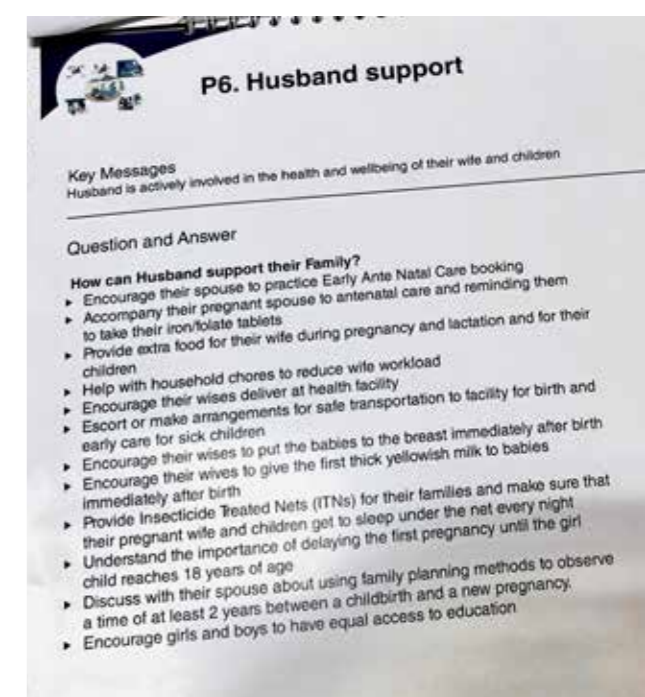 P6. Husband support
Key Messages
Husband is actively involved in the health and wellbeing of their wife and children
Question and Answer
How can Husband support their Family?
▸ Encourage their spouse to practice Early Ante Natal Care booking
▸ Accompany their pregnant spouse to antenatal care and reminding them
to take their iron/folate tablets
▸ Provide extra food for their wife during pregnancy and lactation and for their
children
▸ Help with household chores to reduce wife workload
▸ Encourage their wises deliver at health facility
▸ Escort or make arrangements for safe transportation to facility for birth and
early care for sick children
▸ Encourage their wises to put the babies to the breast immediately after birth
▸ Encourage their wives to give the first thick yellowish milk to babies
immediately after birth
▸ Provide Insecticide Treated Nets (ITNs) for their families and make sure that
their pregnant wife and children get to sleep under the net every night
▸ Understand the importance of delaying the first pregnancy until the girl
child reaches 18 years of age
▸ Discuss with their spouse about using family planning methods to observe
a time of at least 2 years between a childbirth and a new pregnancy.
▸ Encourage girls and boys to have equal access to education